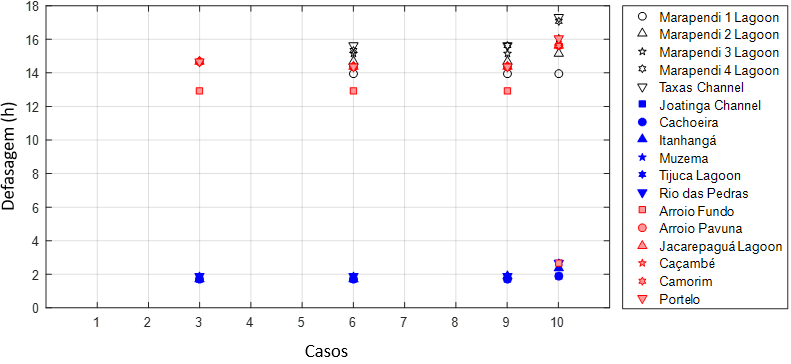 18
16
14
12
10
8
6
4
2
0
Defasagem (h)
1 2 3 4 5 6 7 8 9 10
Casos
Marapendi 1 Lagoon
Marapendi 2 Lagoon
Marapendi 3 Lagoon
Marapendi 4 Lagoon
Taxas Channel
Joatinga Channel
Cachoeira
Itanhangá
Muzema
Tijuca Lagoon
Rio das Pedras
Arroio Fundo
Arroio Pavuna
Jacarepaguá Lagoon
Caçambé
Camorim
Portelo